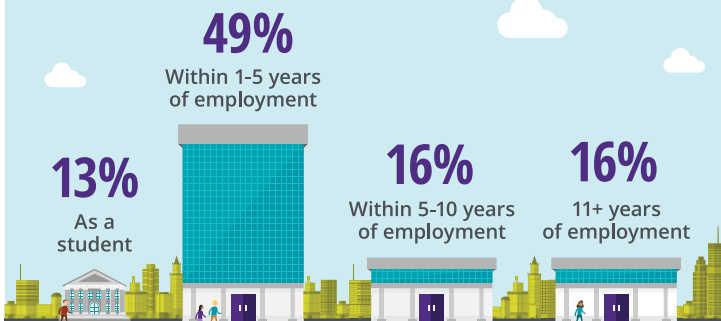 49%
Within 1-5 years
of employment
13%
As a
student
16%
Within 5-10 years
of employment
16%
11+ years
of employment